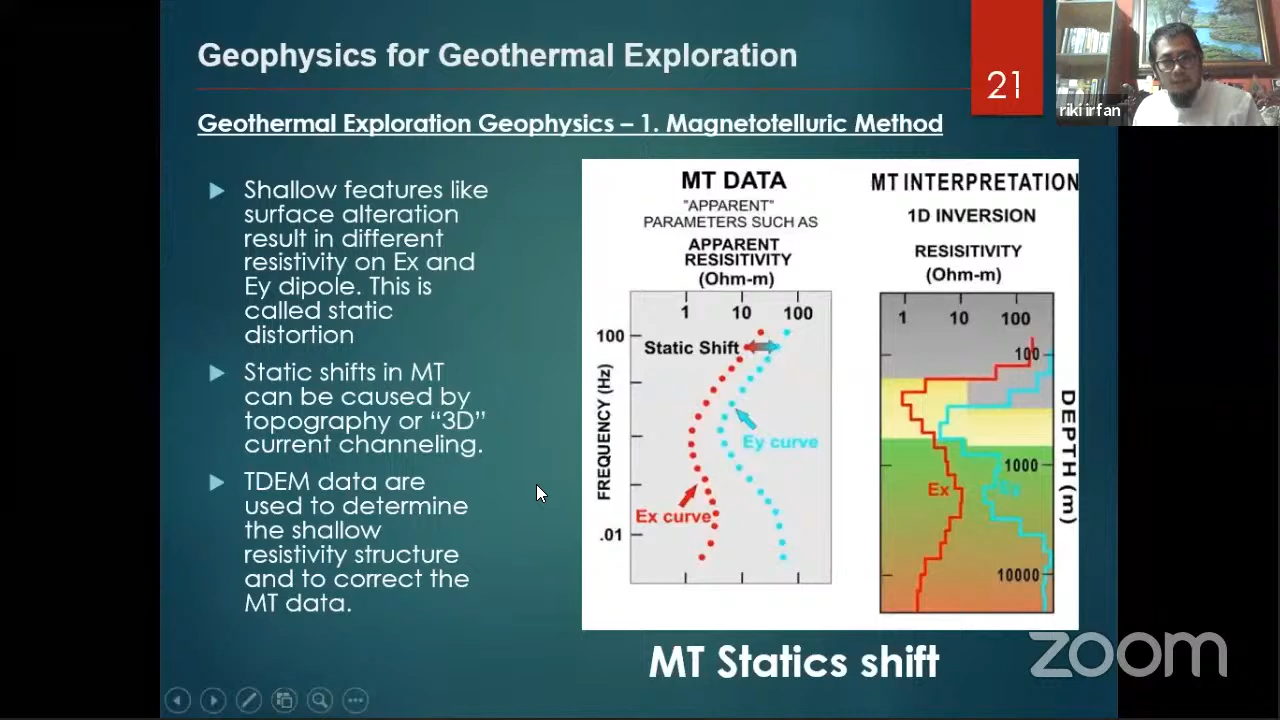 Geophysics for Geothermal Exploration
21
riki irfan
Geothermal Exploration Geophysics – 1. Magnetotelluric Method
Shallow features like
surface alteration
result in different
resistivity on Ex and
Ey dipole. This is
called static
distortion
Static shifts in MT
can be caused by
topography or “3D”
current channeling.
TDEM data are
used to determine
the shallow
resistivity structure
and to correct the
MT data.
MT DATA
"APPARENT"
PARAMETERS SUCH AS
APPARENT
RESISITIVITY
(Ohm-m)
1 10 100
100
Static Shift
FREQUENCY (Hz)
Ey curve
Ex curve
.01
MT INTERPRETATION
1D INVERSION
RESISITIVITY
(Ohm-m)
1 10 100
100
DEPTH (m)
1000
Ex
10000
MT Statics shift
zoom